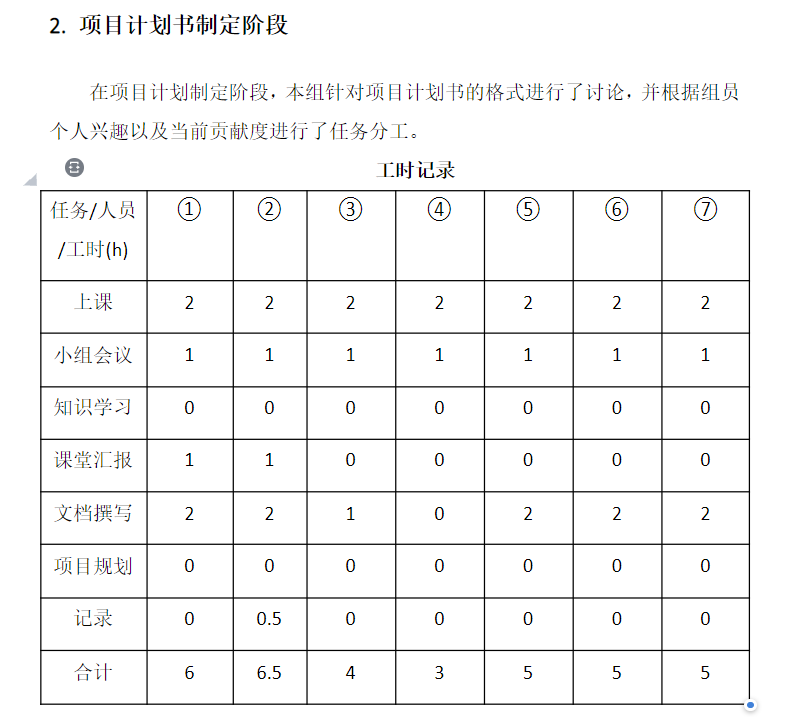 2. 项目计划书制定阶段
在项目计划制定阶段，本组针对项目计划书的格式进行了讨论，并根据组员
个人兴趣以及当前贡献度进行了任务分工。
工时记录
任务/人员 ① ② ③ ④ ⑤ ⑥ ⑦
/工时(h)
上课 2 2 2 2 2 2 2
小组会议 1 1 1 1 1 1 1
知识学习 0 0 0 0 0 0 0
课堂汇报 1 1 0 0 0 0 0
文档撰写 2 2 1 0 2 2 2
项目规划 0 0 0 0 0 0 0
记录 0 0.5 0 0 0 0 0
合计 6 6.5 4 3 5 5 5